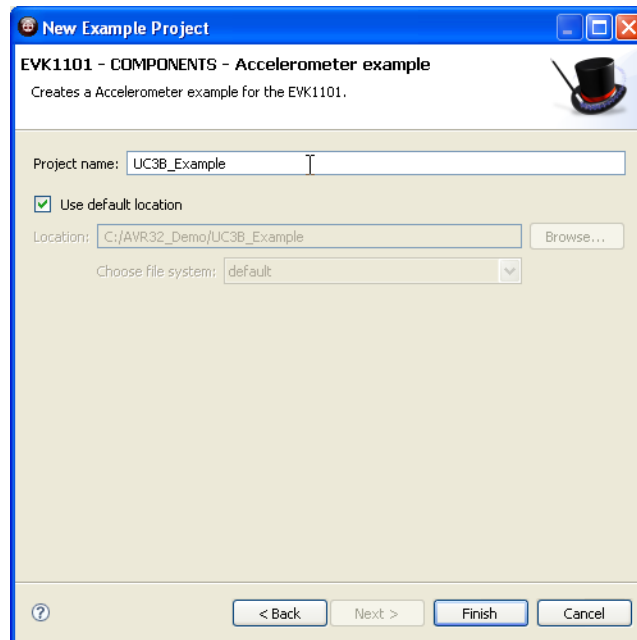 New Example Project
EVK1101 - COMPONENTS - Accelerometer example
Creates a Accelerometer example for the EVK1101.
Project name: UC3B_Example
Use default location
Location: C:/AVR32_Demo/UC3B_Example Browse...
Choose file system: default
? < Back Next > Finish Cancel